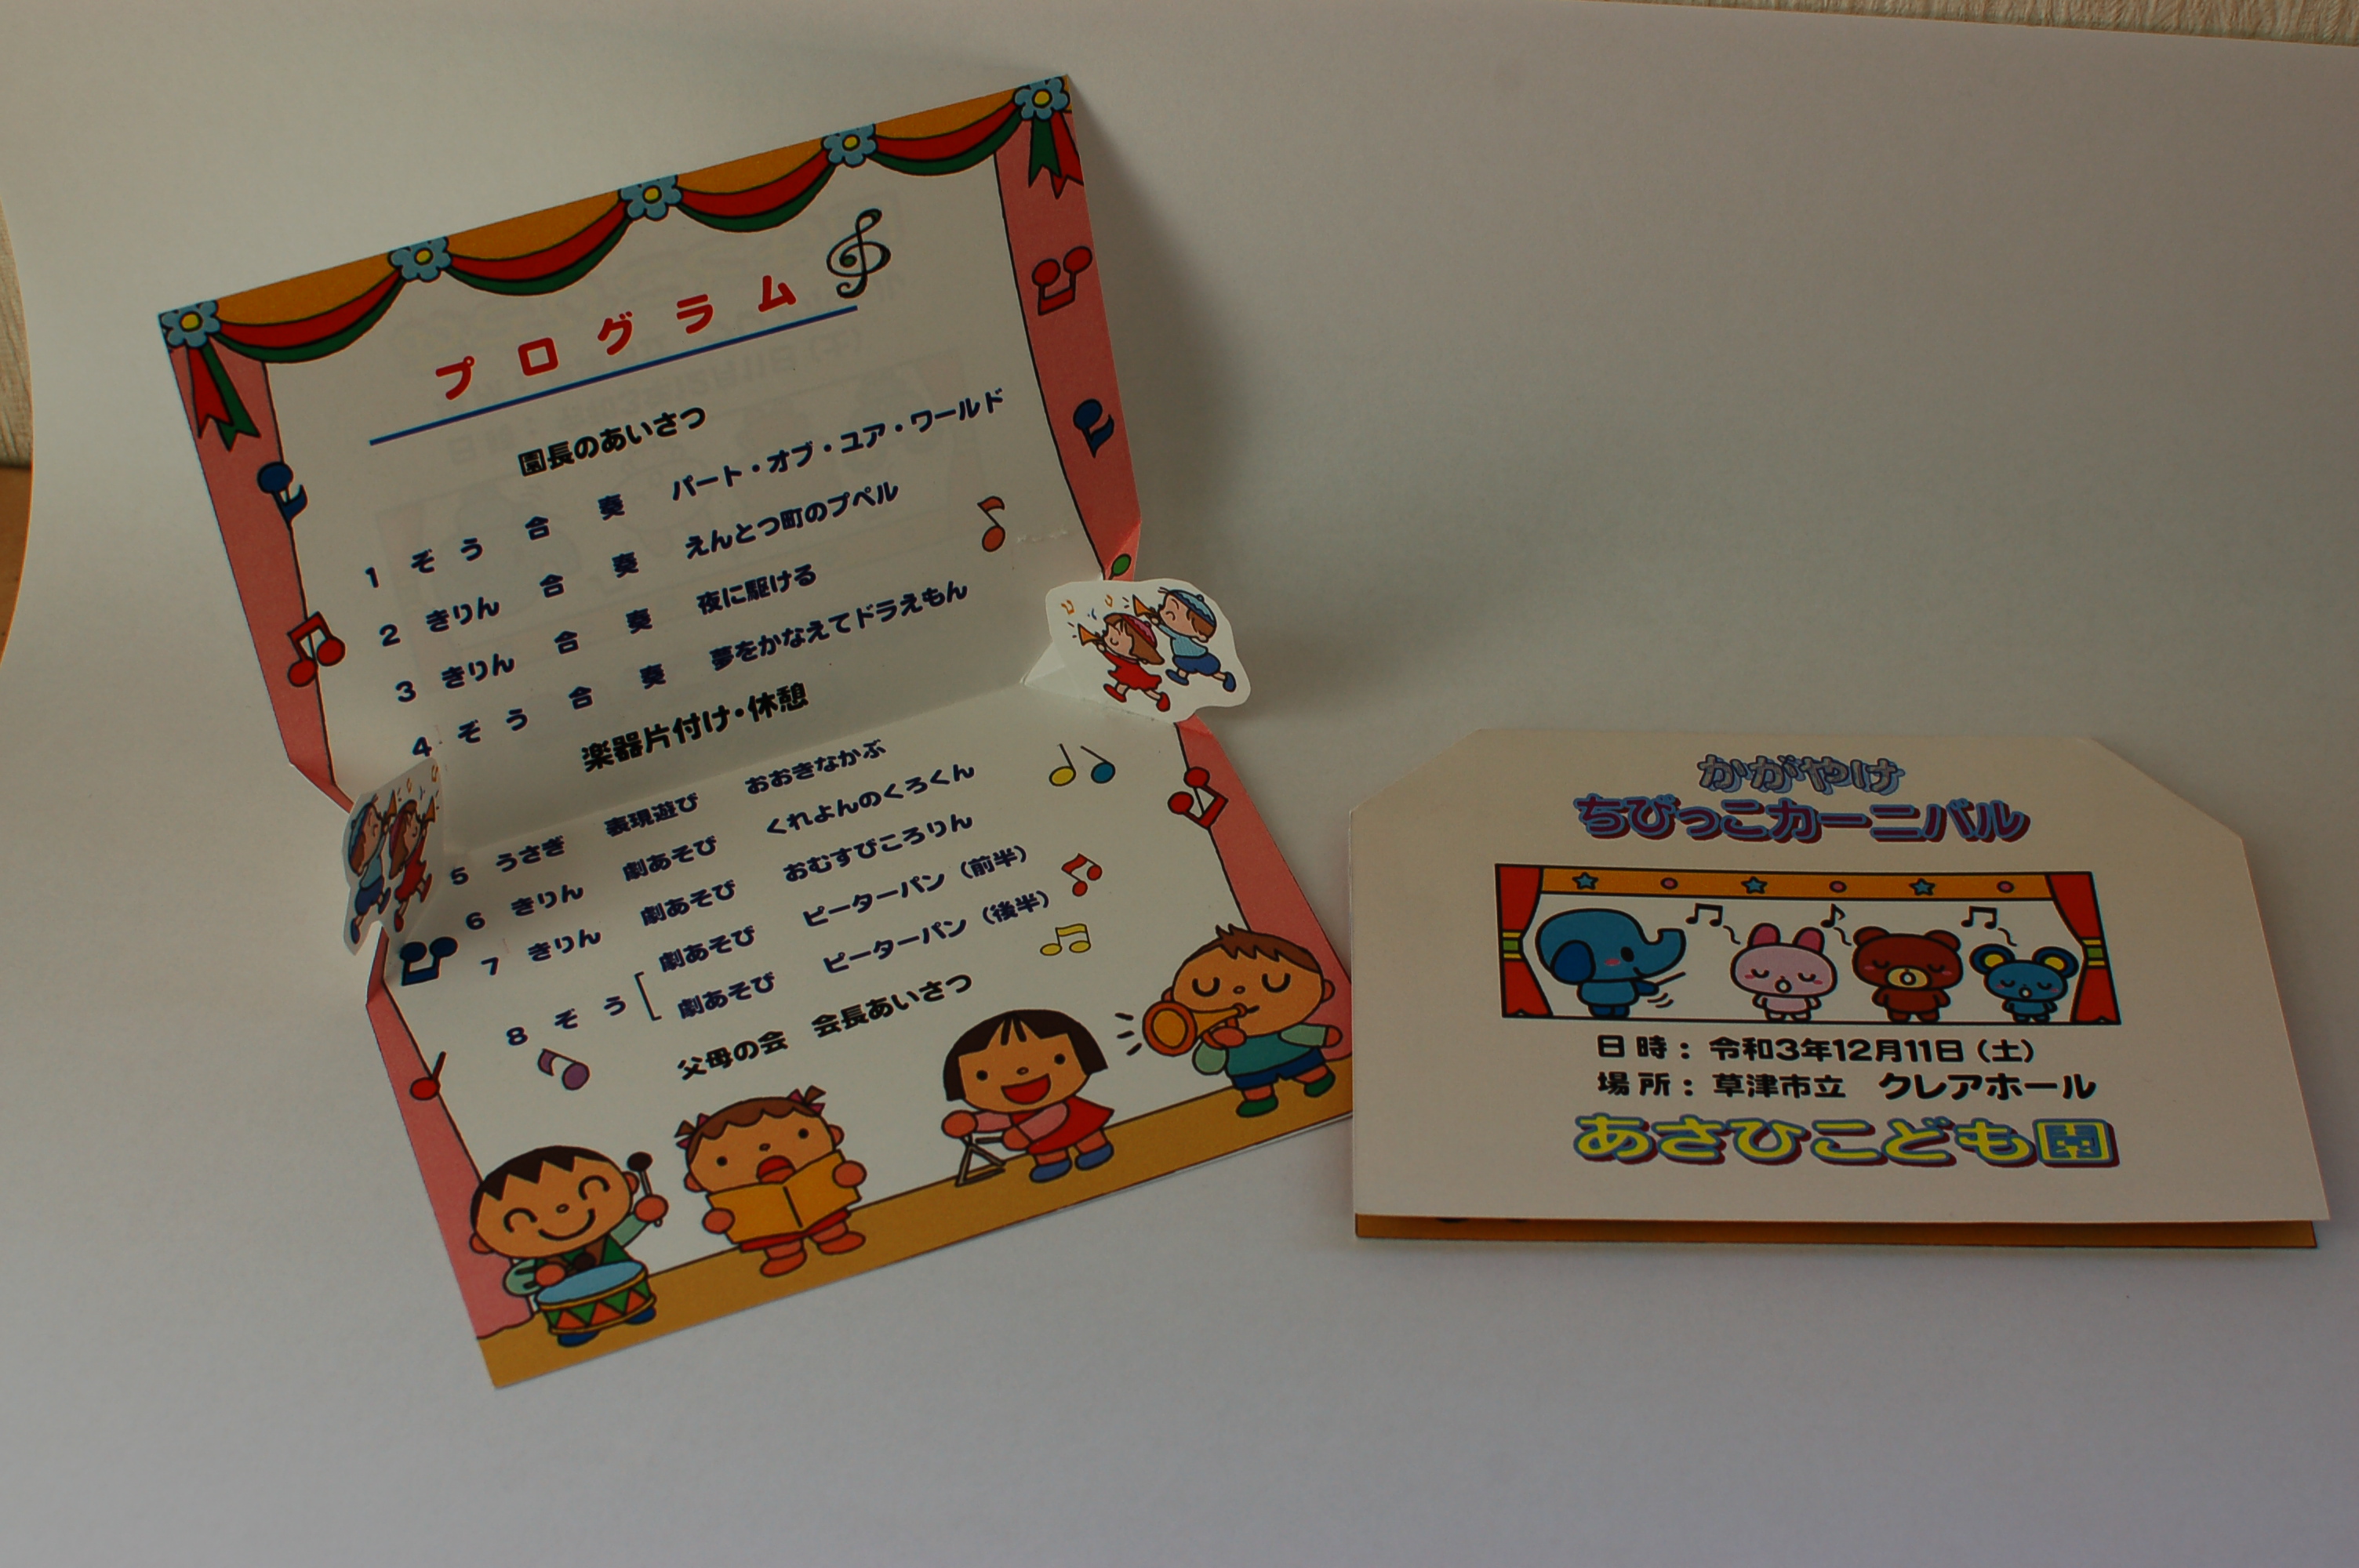 プログラム
園長のあいさつ
1 ぞう 合奏 パート・オブ・ユア・ワールド
2 きりん 合奏 えんとつ町のプペル
3 きりん 合奏 夜に駆ける
4 ぞう 合奏 夢をかなえてドラえもん
楽器片付け・休憩
5 うさぎ 表現遊び おおきなかぶ
6 きりん 劇あそび くれよんのくろくん
7 きりん 劇あそび おむすびころりん
8 ぞう 劇あそび ピーターパン（前半）
劇あそび ピーターパン（後半）
父母の会 会長あいさつ
かがやけ
ちびっこカーニバル
日時：令和3年12月11日（土）
場所：草津市立 クレアホール
あさひこども園